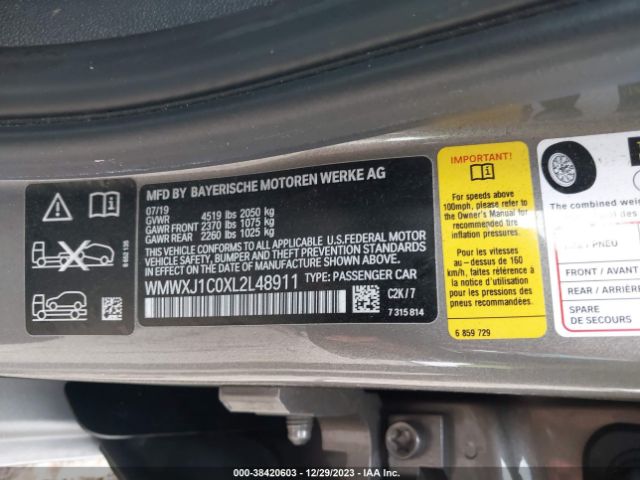 MFD BY BAYERISCHE MOTOREN WERKE AG
07/19
GVWR 4519 lbs 2050 kg
GAWR FRONT 2370 lbs 1075 kg
GAWR REAR 2260 lbs 1025 kg
THIS VEHICLE CONFORMS TO ALL APPLICABLE U.S.FEDERAL MOTOR
VEHICLE SAFETY, BUMPER AND THEFT PREVENTION STANDARDS
IN EFFECT ON THE DATE OF MANUFACTURE SHOWN ABOVE.
WMWXJ1C0XL2L48911 TYPE: PASSENGER CAR
C2K/7
7 315 814
IMPORTANT!
For speeds above
100mph, please refer to
the Owner's Manual for
recommended tire
inflation pressures.
Pour les vitesses
au-dessus de 160
km/h, faites référence à
la notice d'utilisation
pour les pressions des
pneus recommandées.
6 859 729
The combined weig
PNEU
FRONT / AVANT
REAR / ARRIÈRE
SPARE
DE SECOURS
000-38420603 - 12/29/2023 - IAA Inc.